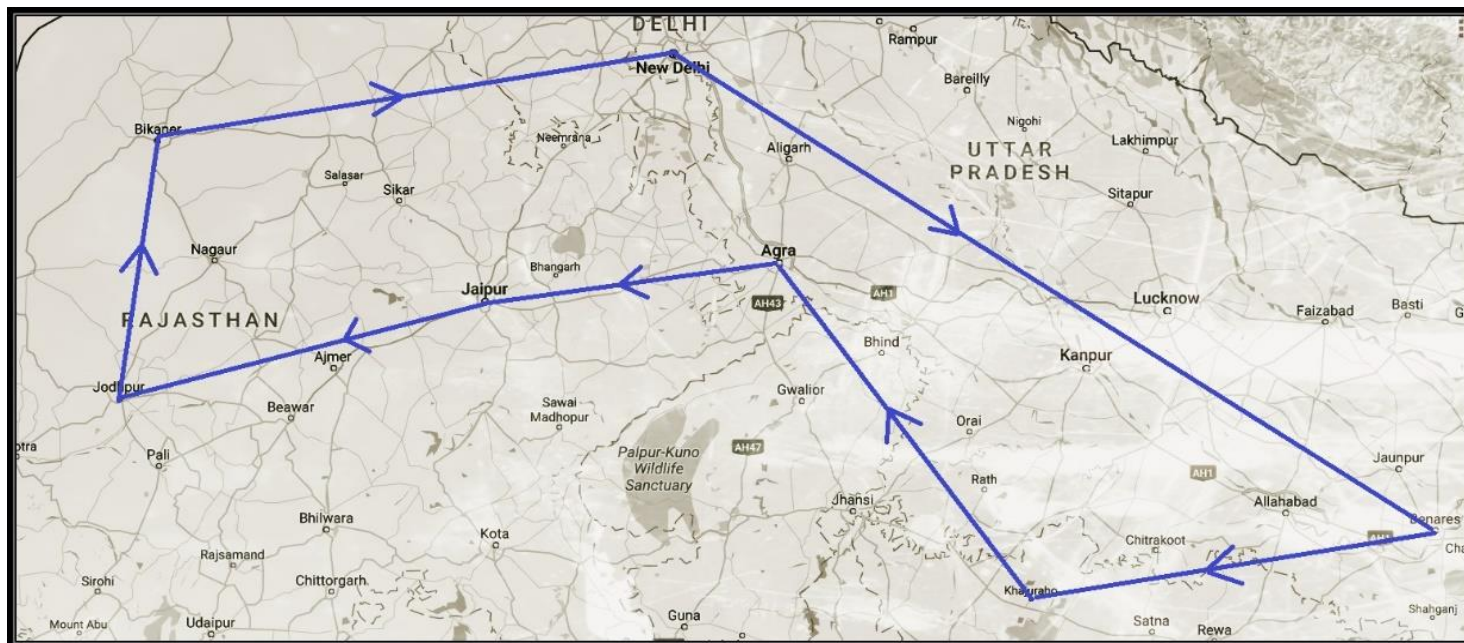 DELHI
New Delhi
Rampur
Bareilly
Bikaner
Neemrana
Nigohi
Aligarh
UTTAR
PRADESH
Lakhimpur
Salasar
Sikar
Sitapur
Nagaur
Bhangarh
Agra
Jaipur
AH43
AH1
Lucknow
Faizabad
Basti
G
RAJASTHAN
Ajmer
Bhind
Kanpur
Jodhpur
Beawar
Sawai
Madhopur
Gwalior
Orai
otra
Pali
Palpur-Kuno
Wildlife
Sanctuary
AH47
Rath
AH1
Jaunpur
Jhansi
Allahabad
Benares
Bhilwara
Kota
Chitrakoot
AH1
Cha
Rajsamand
Sirohi
Chittorgarh
Khajuraho
Mount Abu
Udaipur
Guna
Satna
Rewa
Shahganj